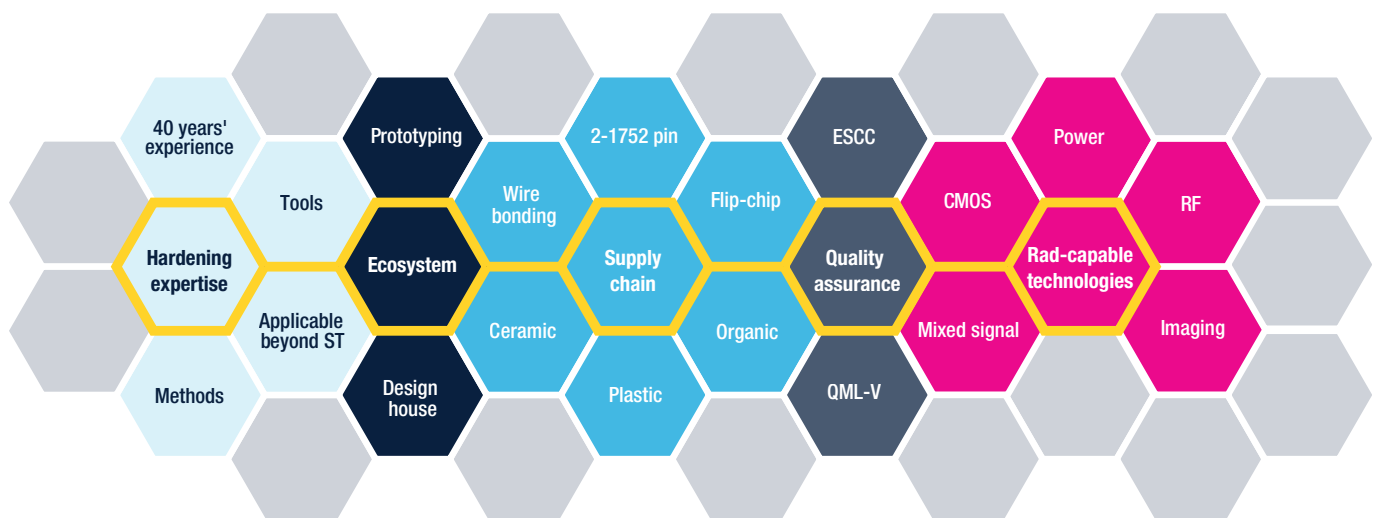 40 years'
experience
Tools
Hardening
expertise
Applicable
beyond ST
Methods
Prototyping
Ecosystem
Design
house
2-1752 pin
Wire
bonding
Flip-chip
Supply
chain
Ceramic
Organic
Plastic
ESCC
Quality
assurance
QML-V
Power
CMOS
RF
Rad-capable
technologies
Mixed signal
Imaging